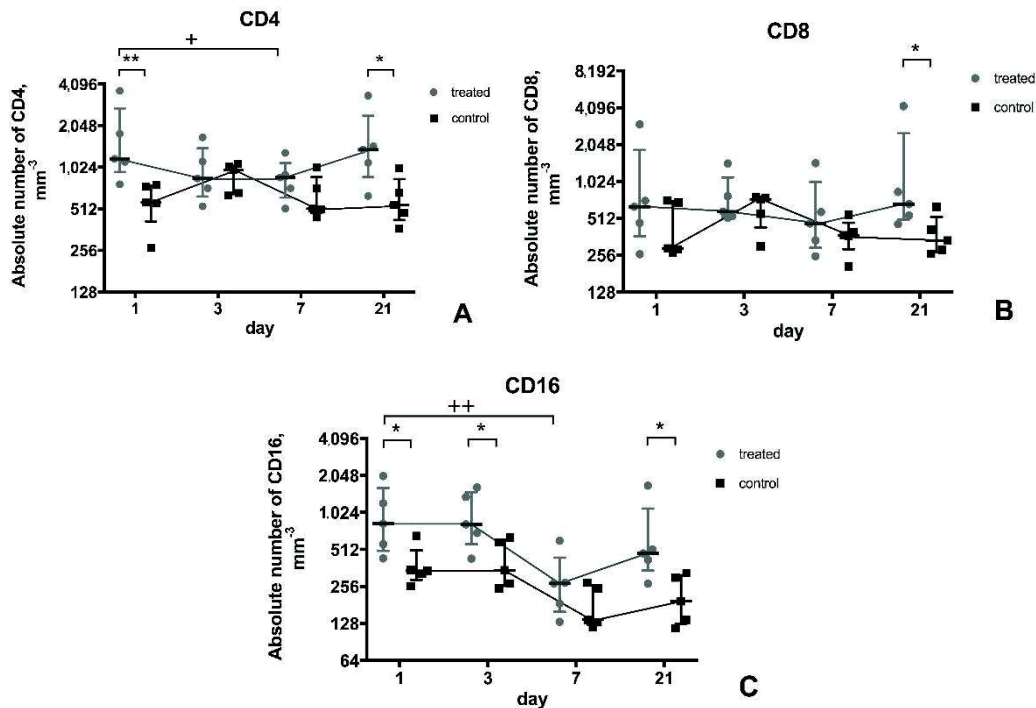 CD4
Absolute number of CD4,
mm-3
4,096
2,048
1,024
512
256
128
+
**
*
treated
control
1 3 7 21
day
A
CD8
Absolute number of CD8,
mm-3
8,192
4,096
2,048
1,024
512
256
128
*
treated
control
1 3 7 21
day
B
CD16
Absolute number of CD16,
mm-3
4.096
2.048
1.024
512
256
128
64
++
*
*
*
treated
control
1 3 7 21
day
C